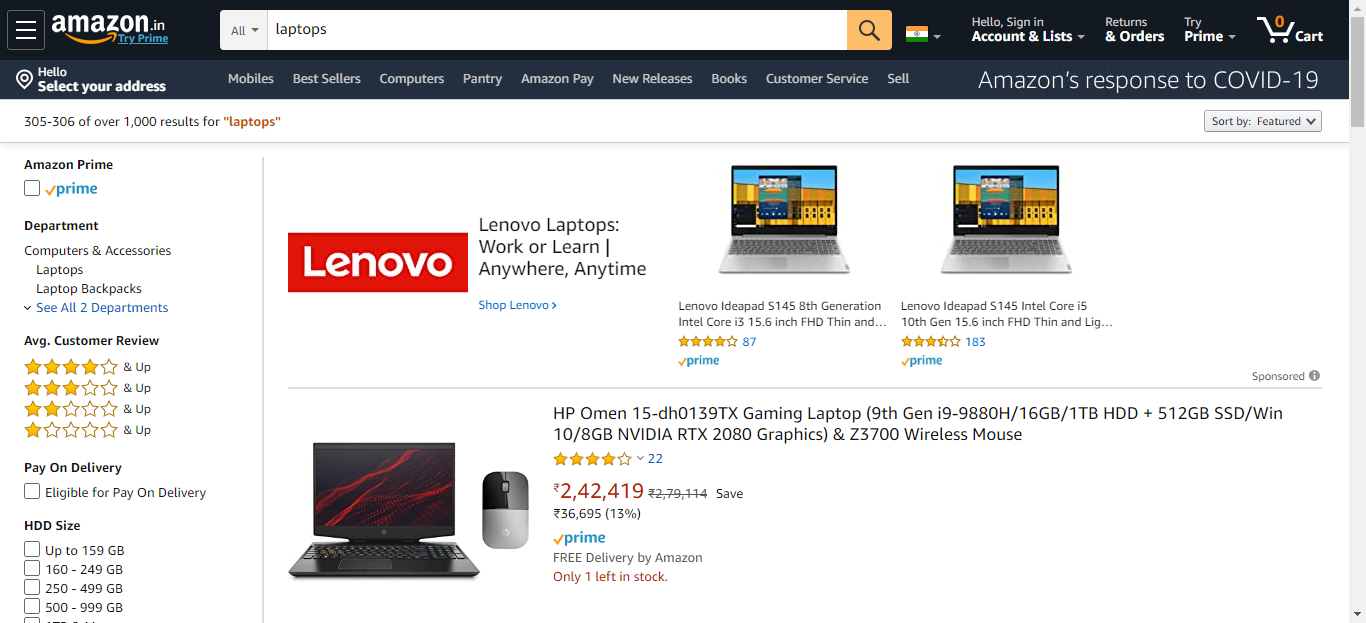 amazon.in
Try Prime
All
laptops
Hello, Sign in
Account & Lists
Returns
& Orders
Try
Prime
0
Cart
Hello
Select your address
Mobiles
Best Sellers
Computers
Pantry
Amazon Pay
New Releases
Books
Customer Service
Sell
Amazon's response to COVID-19
305-306 of over 1,000 results for "laptops"
Sort by: Featured
Amazon Prime
prime
Department
Computers & Accessories
Laptops
Laptop Backpacks
See All 2 Departments
Avg. Customer Review
& Up
& Up
& Up
& Up
Pay On Delivery
Eligible for Pay On Delivery
HDD Size
Up to 159 GB
160 - 249 GB
250 - 499 GB
500 - 999 GB
Lenovo
Lenovo Laptops:
Work or Learn |
Anywhere, Anytime
Shop Lenovo ›
Lenovo Ideapad S145 8th Generation
Intel Core i3 15.6 inch FHD Thin and…
87
prime
Lenovo Ideapad S145 Intel Core i5
10th Gen 15.6 inch FHD Thin and Lig…
183
prime
Sponsored
HP Omen 15-dh0139TX Gaming Laptop (9th Gen i9-9880H/16GB/1TB HDD + 512GB SSD/Win
10/8GB NVIDIA RTX 2080 Graphics) & Z3700 Wireless Mouse
22
₹2,42,419 ₹2,79,114 Save
₹36,695 (13%)
prime
FREE Delivery by Amazon
Only 1 left in stock.